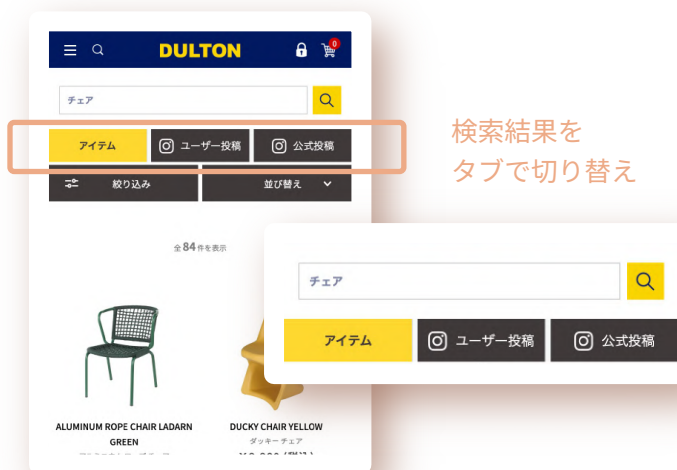 DULTON
0
チェア
アイテム ユーザー投稿 公式投稿
絞り込み 並び替え
全84件を表示
ALUMINUM ROPE CHAIR LADARN
GREEN
DUCKY CHAIR YELLOW
ダッキー チェア
検索結果を
タブで切り替え
チェア
アイテム ユーザー投稿 公式投稿